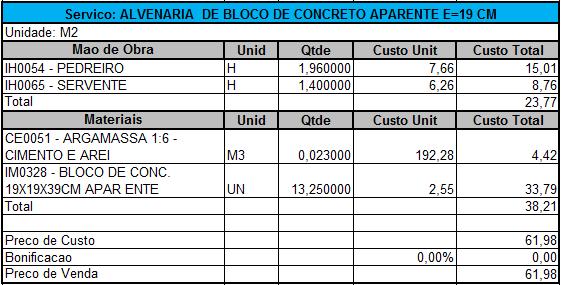 Servico: ALVENARIA DE BLOCO DE CONCRETO APARENTE E=19 CM
Unidade: M2
Mao de Obra Unid Qtde Custo Unit Custo Total
IH0054 - PEDREIRO H 1,960000 7,66 15,01
IH0065 - SERVENTE H 1,400000 6,26 8,76
Total 23,77
Materiais Unid Qtde Custo Unit Custo Total
CE0051 - ARGAMASSA 1:6 -
CIMENTO E AREI M3 0,023000 192,28 4,42
IM0328 - BLOCO DE CONC.
19X19X39CM APAR ENTE UN 13,250000 2,55 33,79
Total 38,21
Preco de Custo 61,98
Bonificacao 0,00% 0,00
Preco de Venda 61,98